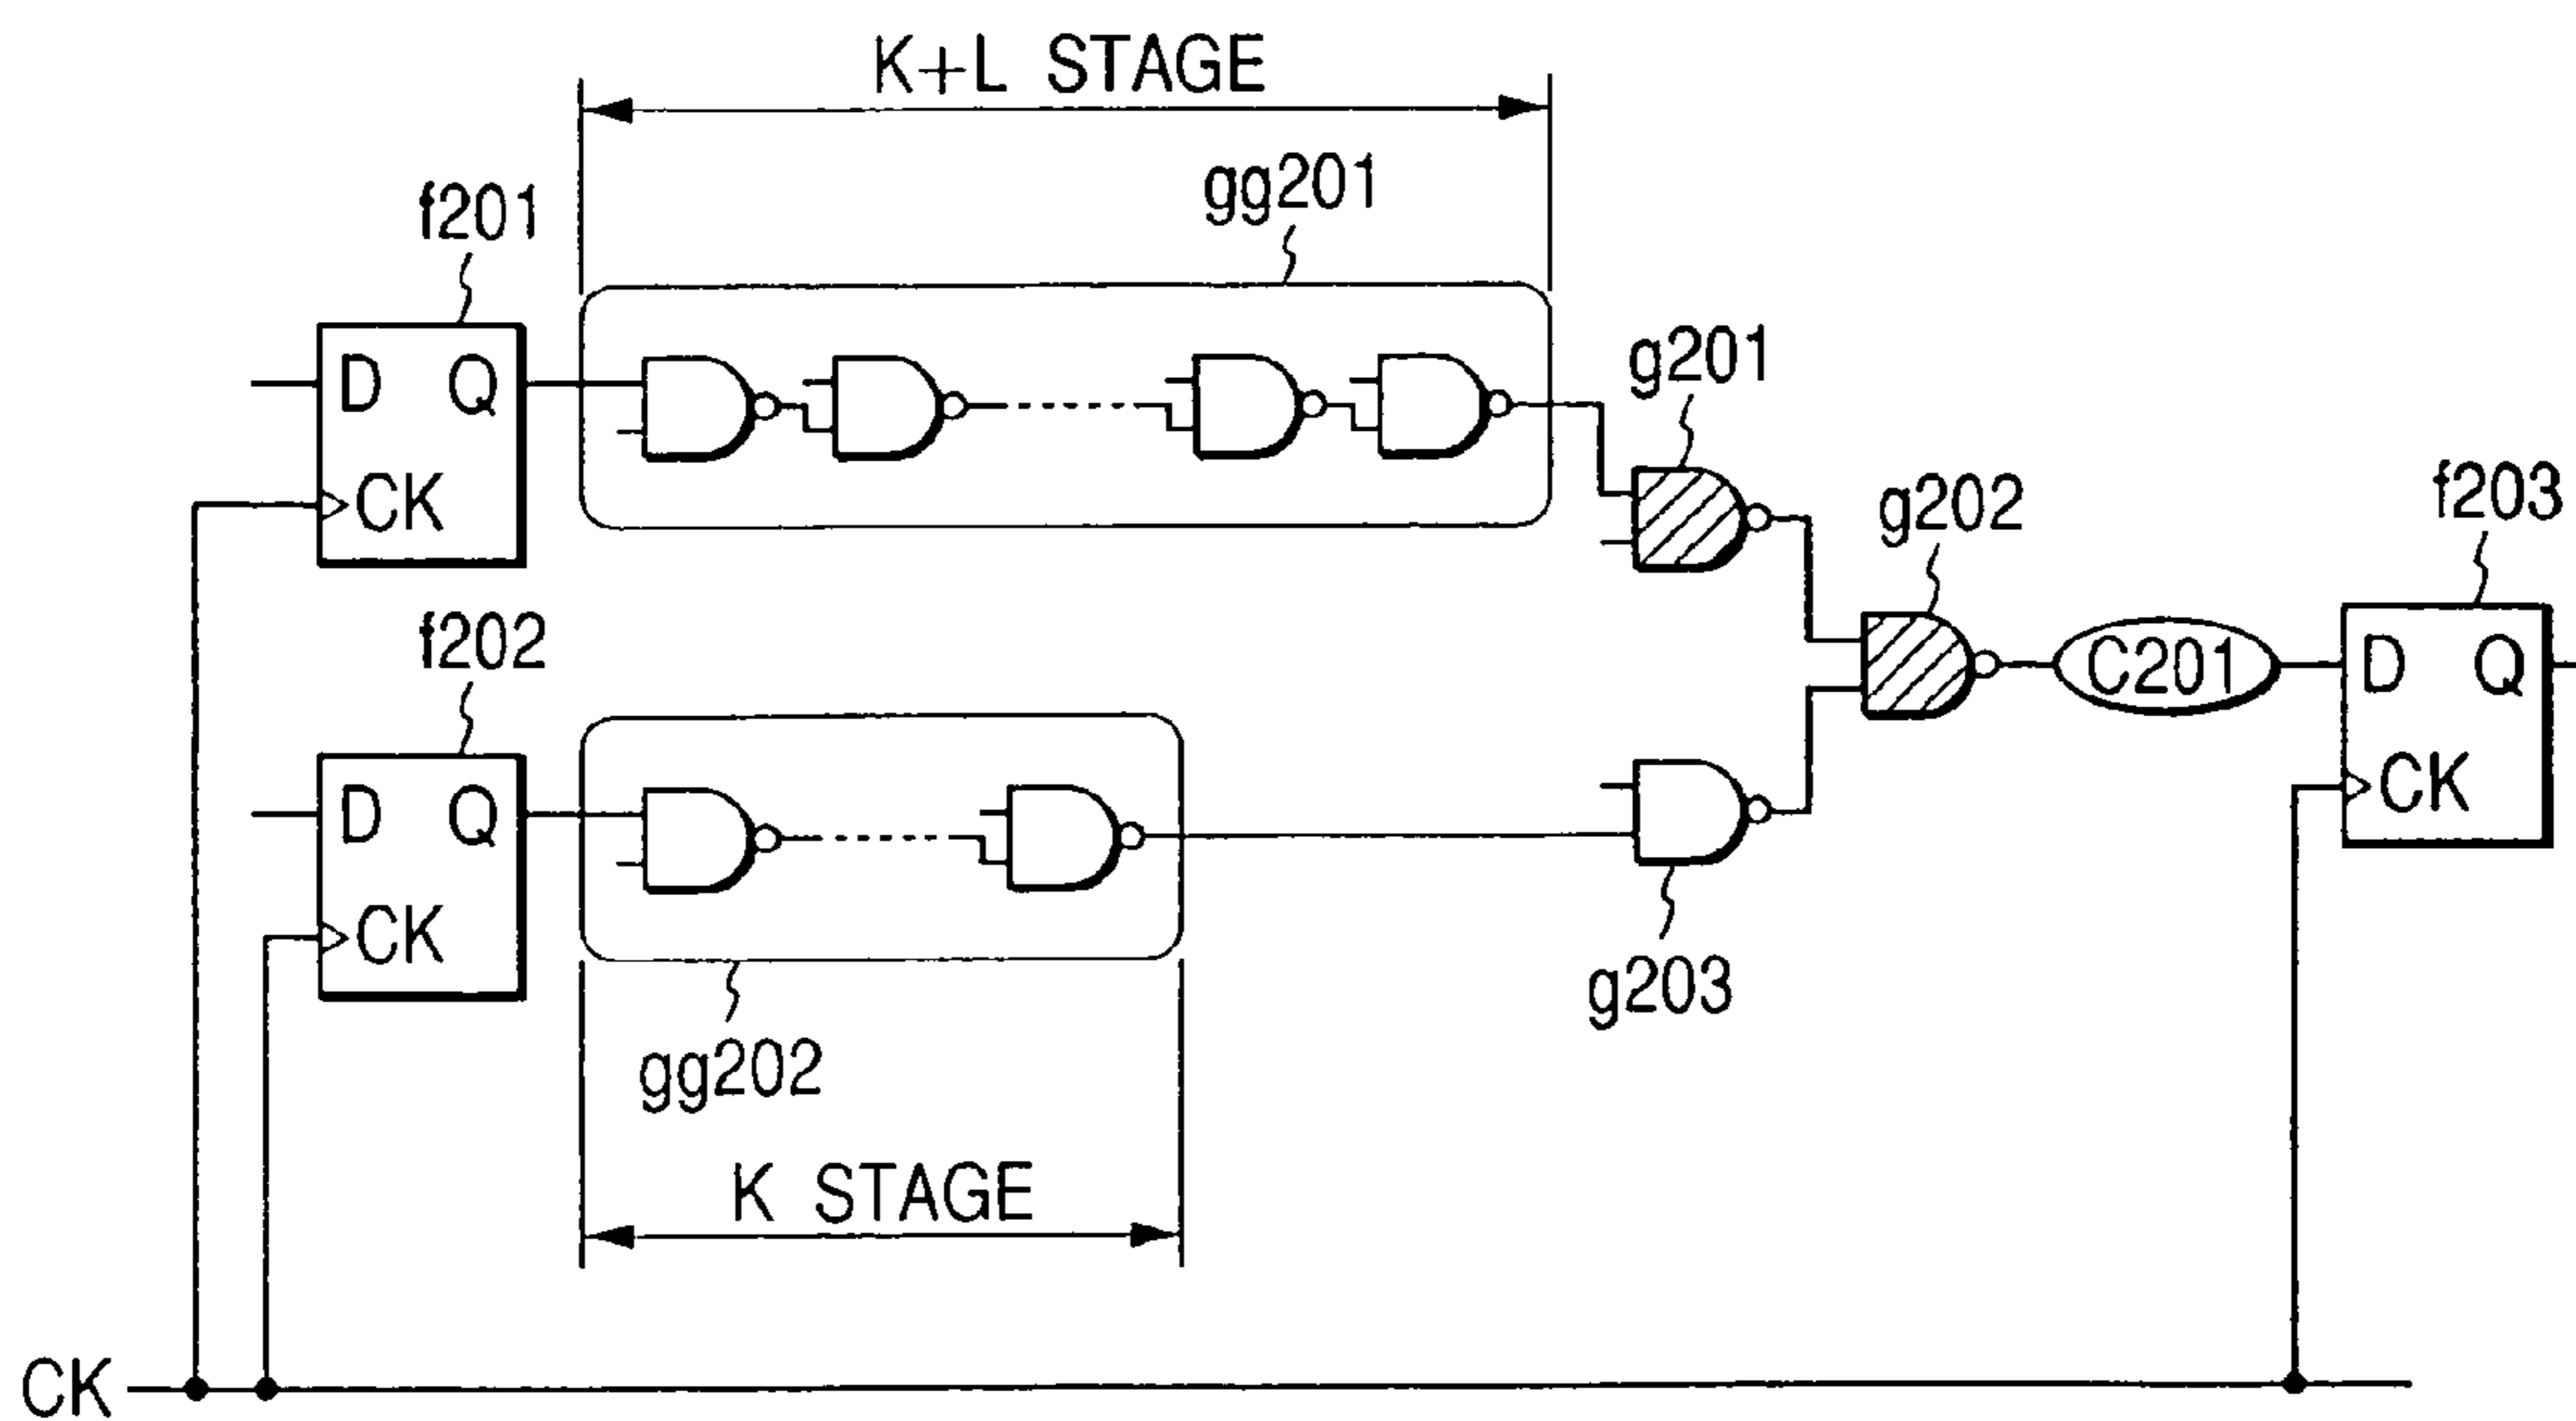 K+L STAGE
gg201
f201
D Q
CK
g201
g202
f203
f202
D Q
CK
C201
D Q
CK
g203
gg202
K STAGE
CK